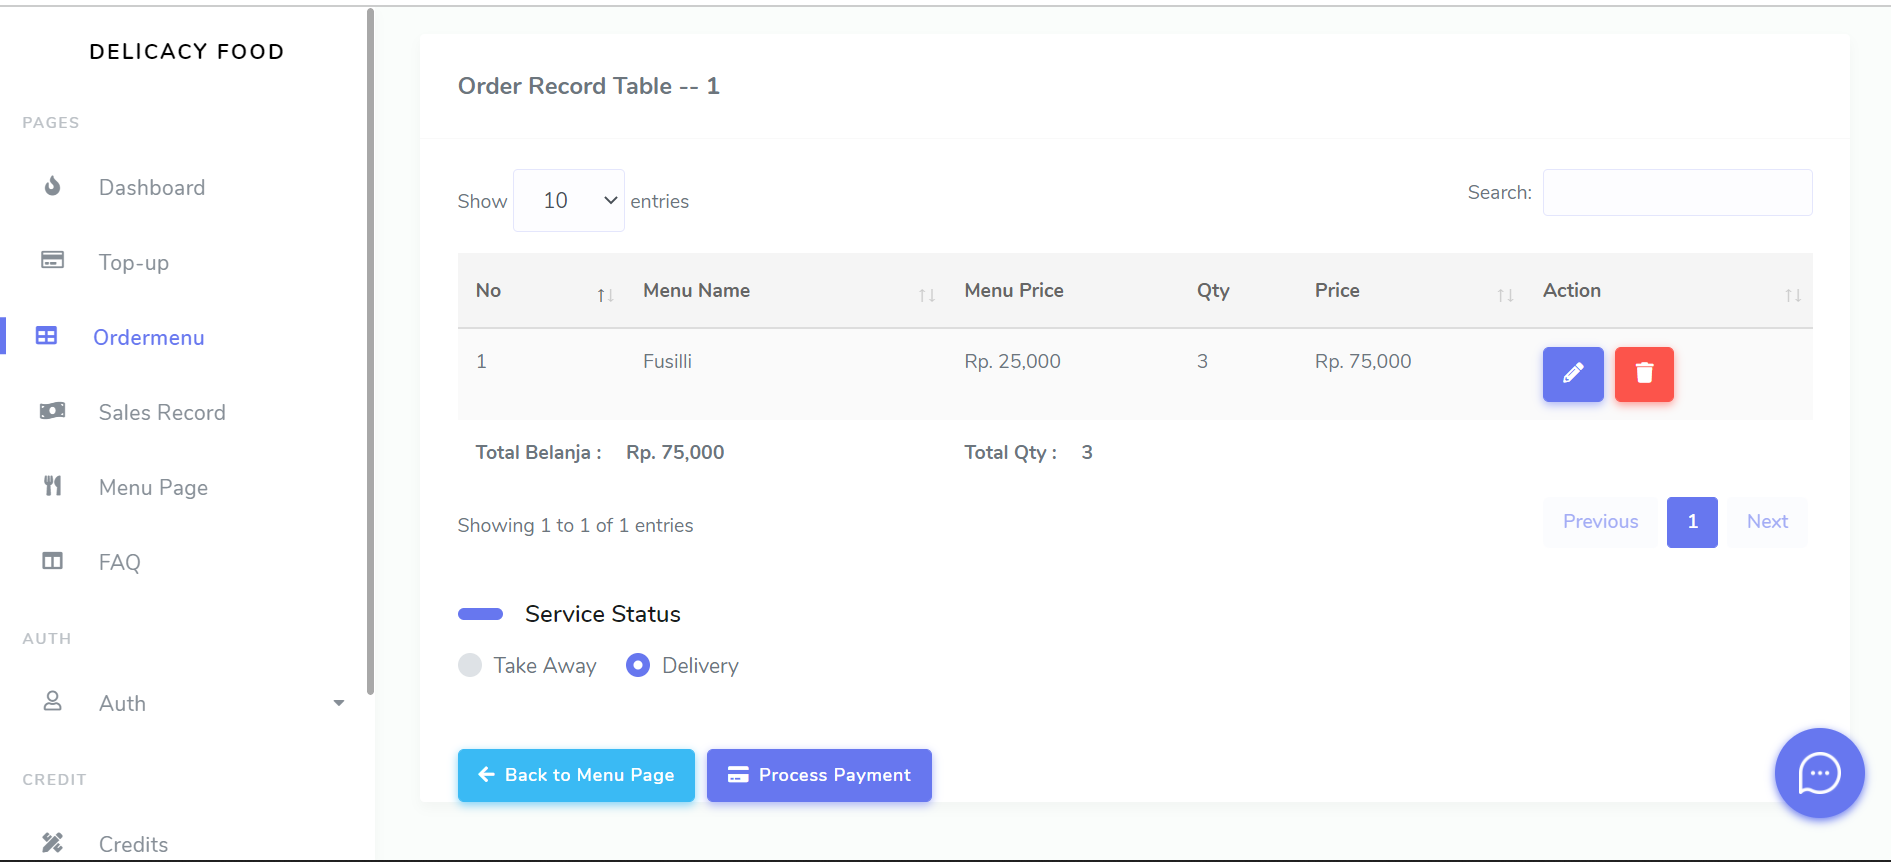 DELICACY FOOD
PAGES
Dashboard
Top-up
Ordermenu
Sales Record
Menu Page
FAQ
AUTH
Auth
CREDIT
Credits
Order Record Table -- 1
Show 10 entries
Search:
No Menu Name Menu Price Qty Price Action
1 Fusilli Rp. 25,000 3 Rp. 75,000
Total Belanja : Rp. 75,000 Total Qty : 3
Showing 1 to 1 of 1 entries
Previous 1 Next
Service Status
Take Away Delivery
Back to Menu Page Process Payment